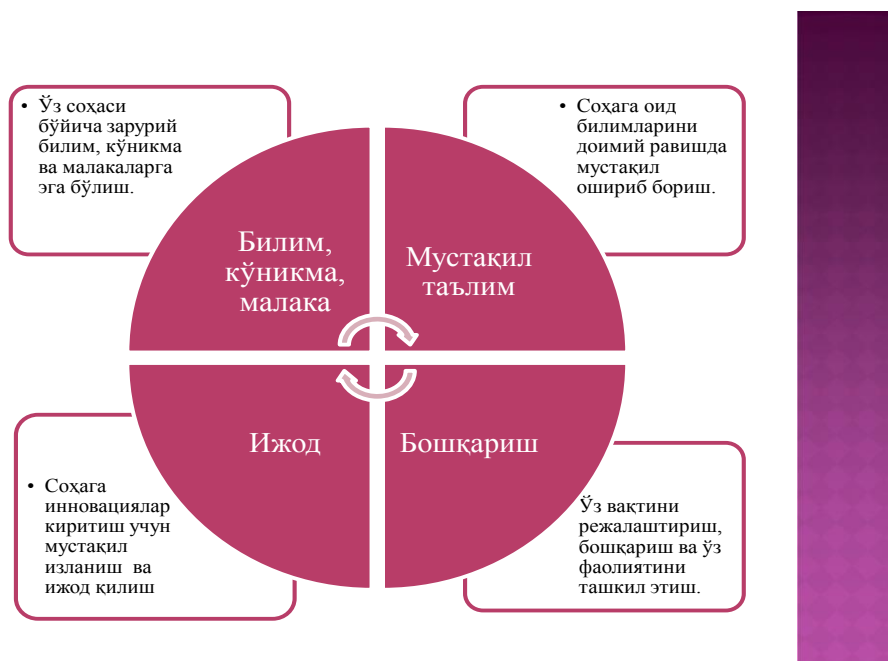 • Ўз соҳаси
бўйича зарурий
билим, кўникма
ва малакаларга
эга бўлиш.
• Соҳага оид
билимларини
доимий равишда
мустақил
ошириб бориш.
Билим,
кўникма,
малака
Мустақил
таълим
Ижод
Бошқариш
• Соҳага
инновациялар
киритиш учун
мустақил
изланиш ва
ижод қилиш
Ўз вақтини
режалаштириш,
бошқариш ва ўз
фаолиятини
ташкил этиш.